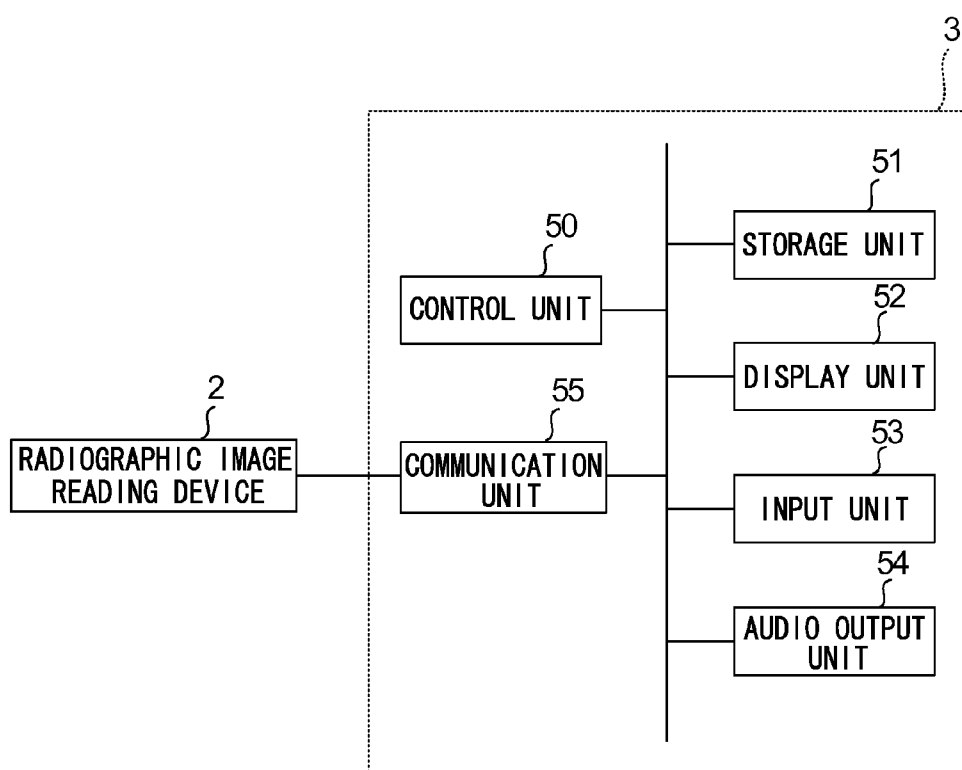 3
51
STORAGE UNIT
50
CONTROL UNIT
52
DISPLAY UNIT
2
RADIOGRAPHIC IMAGE
READING DEVICE
55
COMMUNICATION
UNIT
53
INPUT UNIT
54
AUDIO OUTPUT
UNIT